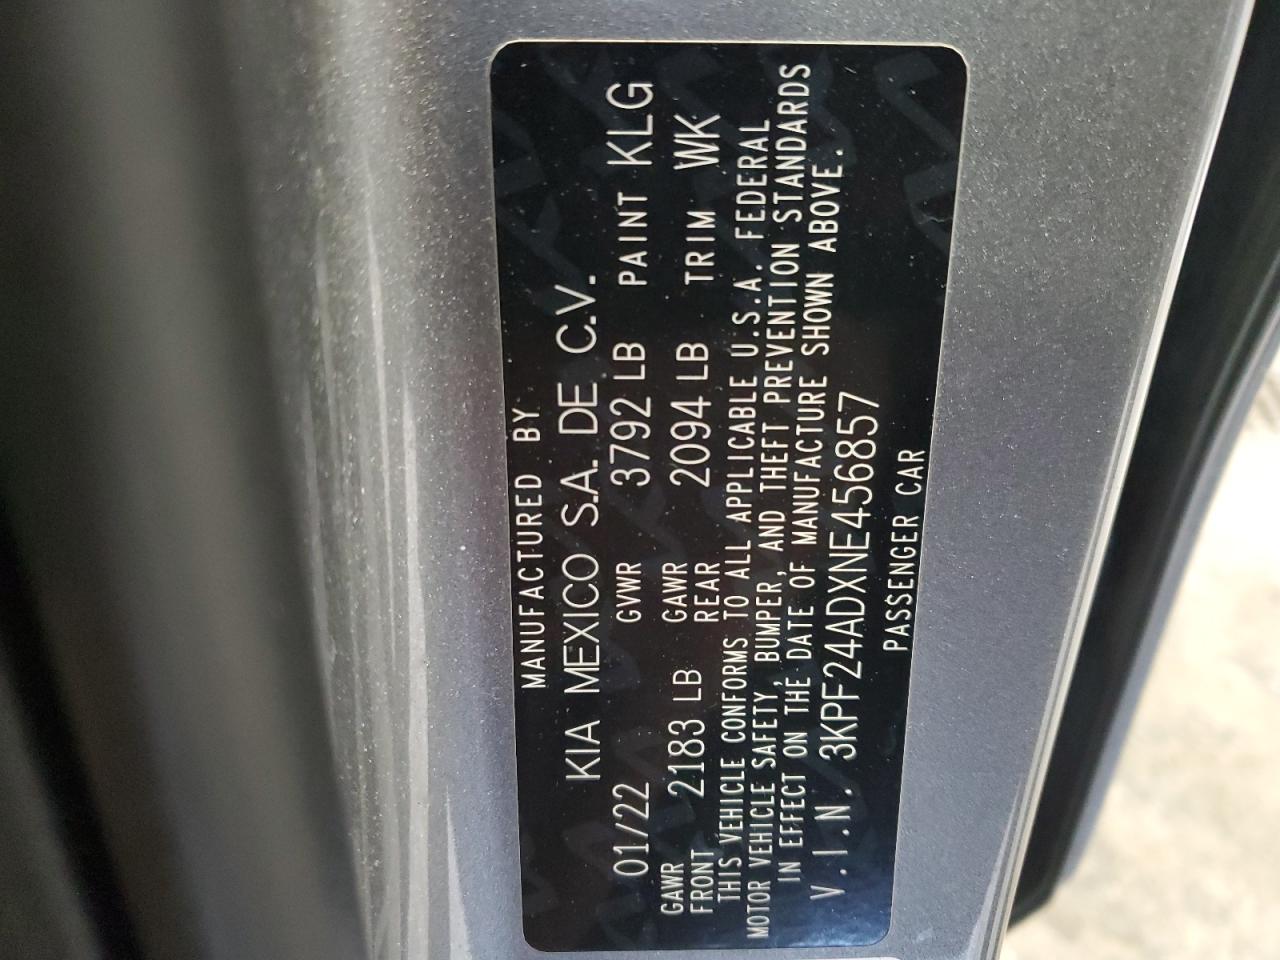 MANUFACTURED BY
KIA MEXICO S.A. DE C.V.
01/22 GVWR 3792 LB PAINT KLG
GAWR FRONT 2183 LB GAWR REAR 2094 LB TRIM WK
THIS VEHICLE CONFORMS TO ALL APPLICABLE U.S.A. FEDERAL
MOTOR VEHICLE SAFETY, BUMPER, AND THEFT PREVENTION STANDARDS
IN EFFECT ON THE DATE OF MANUFACTURE SHOWN ABOVE.
V.I.N. 3KPF24ADXNE456857
PASSENGER CAR